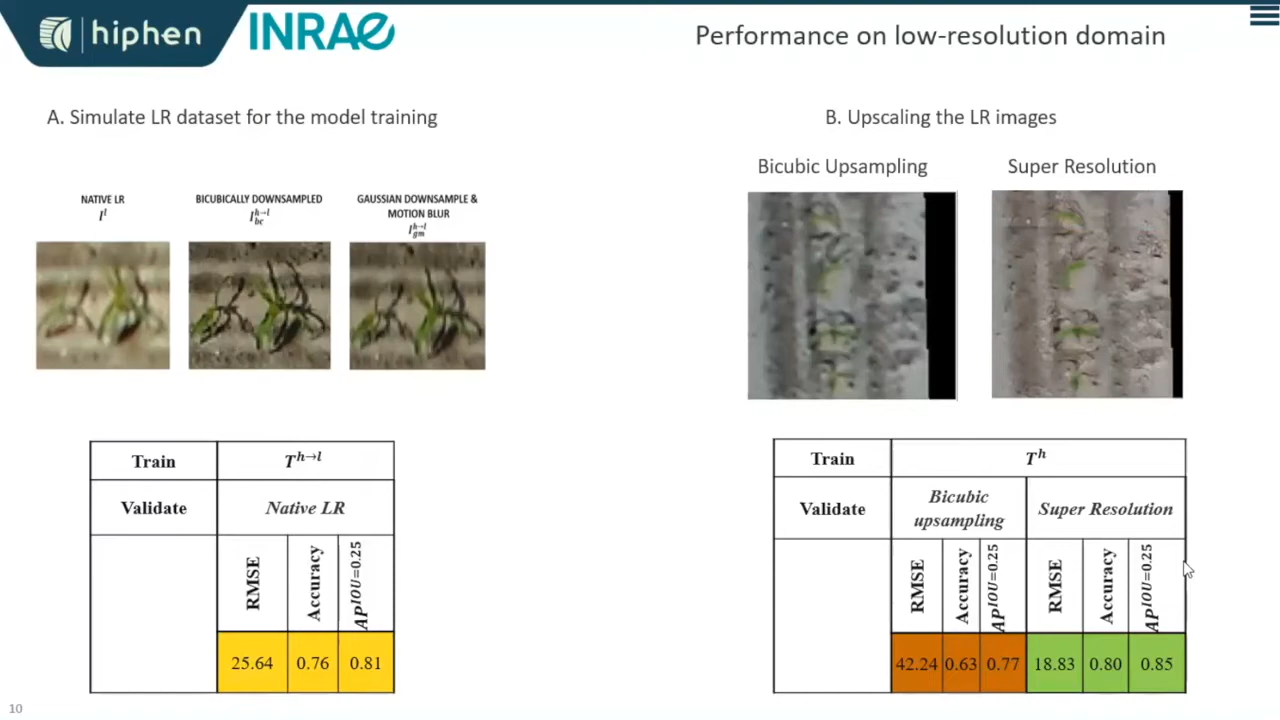 hiphen
INRAE
Performance on low-resolution domain
A. Simulate LR dataset for the model training
B. Upscaling the LR images
Bicubic Upsampling
Super Resolution
NATIVE LR
I^l
BICUBICALLY DOWNSAMPLED
I_bc^h→l
GAUSSIAN DOWNSAMPLE &
MOTION BLUR
I_gm^h→l
Train
T^h→l
Validate
Native LR
RMSE
Accuracy
AP^IOU=0.25
25.64
0.76
0.81
Train
T^h
Validate
Bicubic
upsampling
Super Resolution
RMSE
Accuracy
AP^IOU=0.25
RMSE
Accuracy
AP^IOU=0.25
42.24
0.63
0.77
18.83
0.80
0.85
10